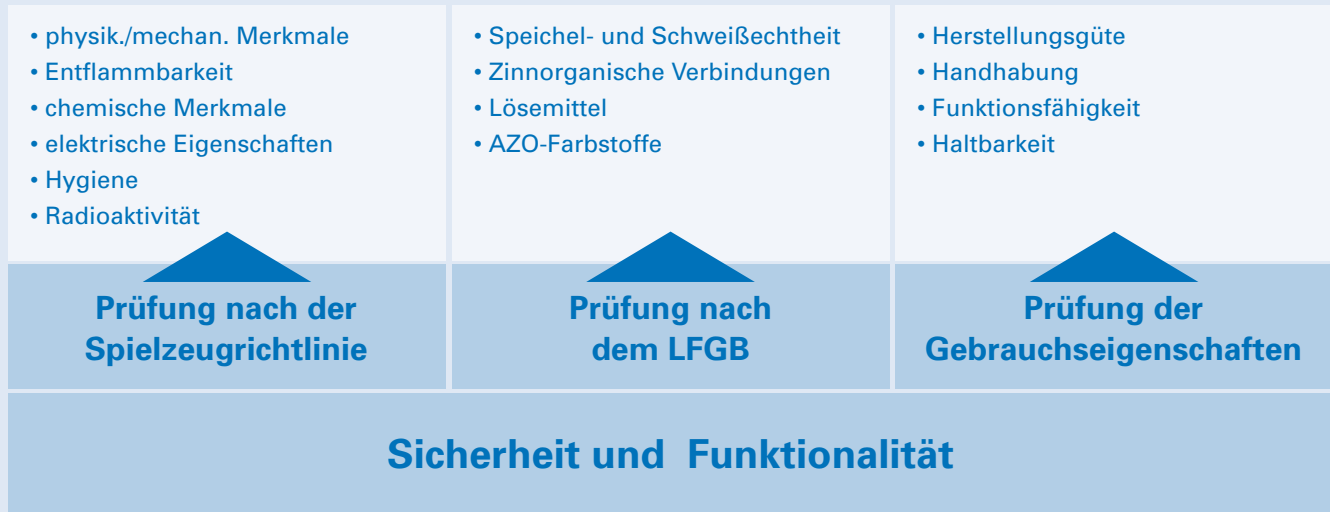 • physik./mechan. Merkmale
• Entflammbarkeit
• chemische Merkmale
• elektrische Eigenschaften
• Hygiene
• Radioaktivität
Prüfung nach der
Spielzeugrichtlinie
• Speichel- und Schweißechtheit
• Zinnorganische Verbindungen
• Lösemittel
• AZO-Farbstoffe
Prüfung nach
dem LFGB
• Herstellungsgüte
• Handhabung
• Funktionsfähigkeit
• Haltbarkeit
Prüfung der
Gebrauchseigenschaften
Sicherheit und Funktionalität